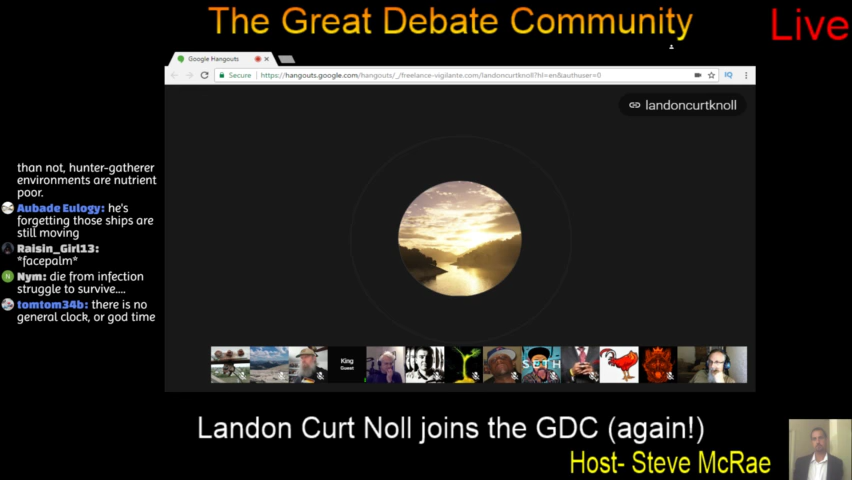 The Great Debate Community
Live
Google Hangouts
Secure
https://hangouts.google.com/hangouts/_/freelance-vigilante.com/landoncurtknoll?hl=en&authuser=0
IQ
landoncurtknoll
than not, hunter-gatherer
environments are nutrient
poor.
Aubade Eulogy: he's
forgetting those ships are
still moving
Raisin_Girl13:
*facepalm*
N
Nym: die from infection
struggle to survive....
tomtom34b: there is no
general clock, or god time
King
Guest
Landon Curt Noll joins the GDC (again!)
Host- Steve McRae